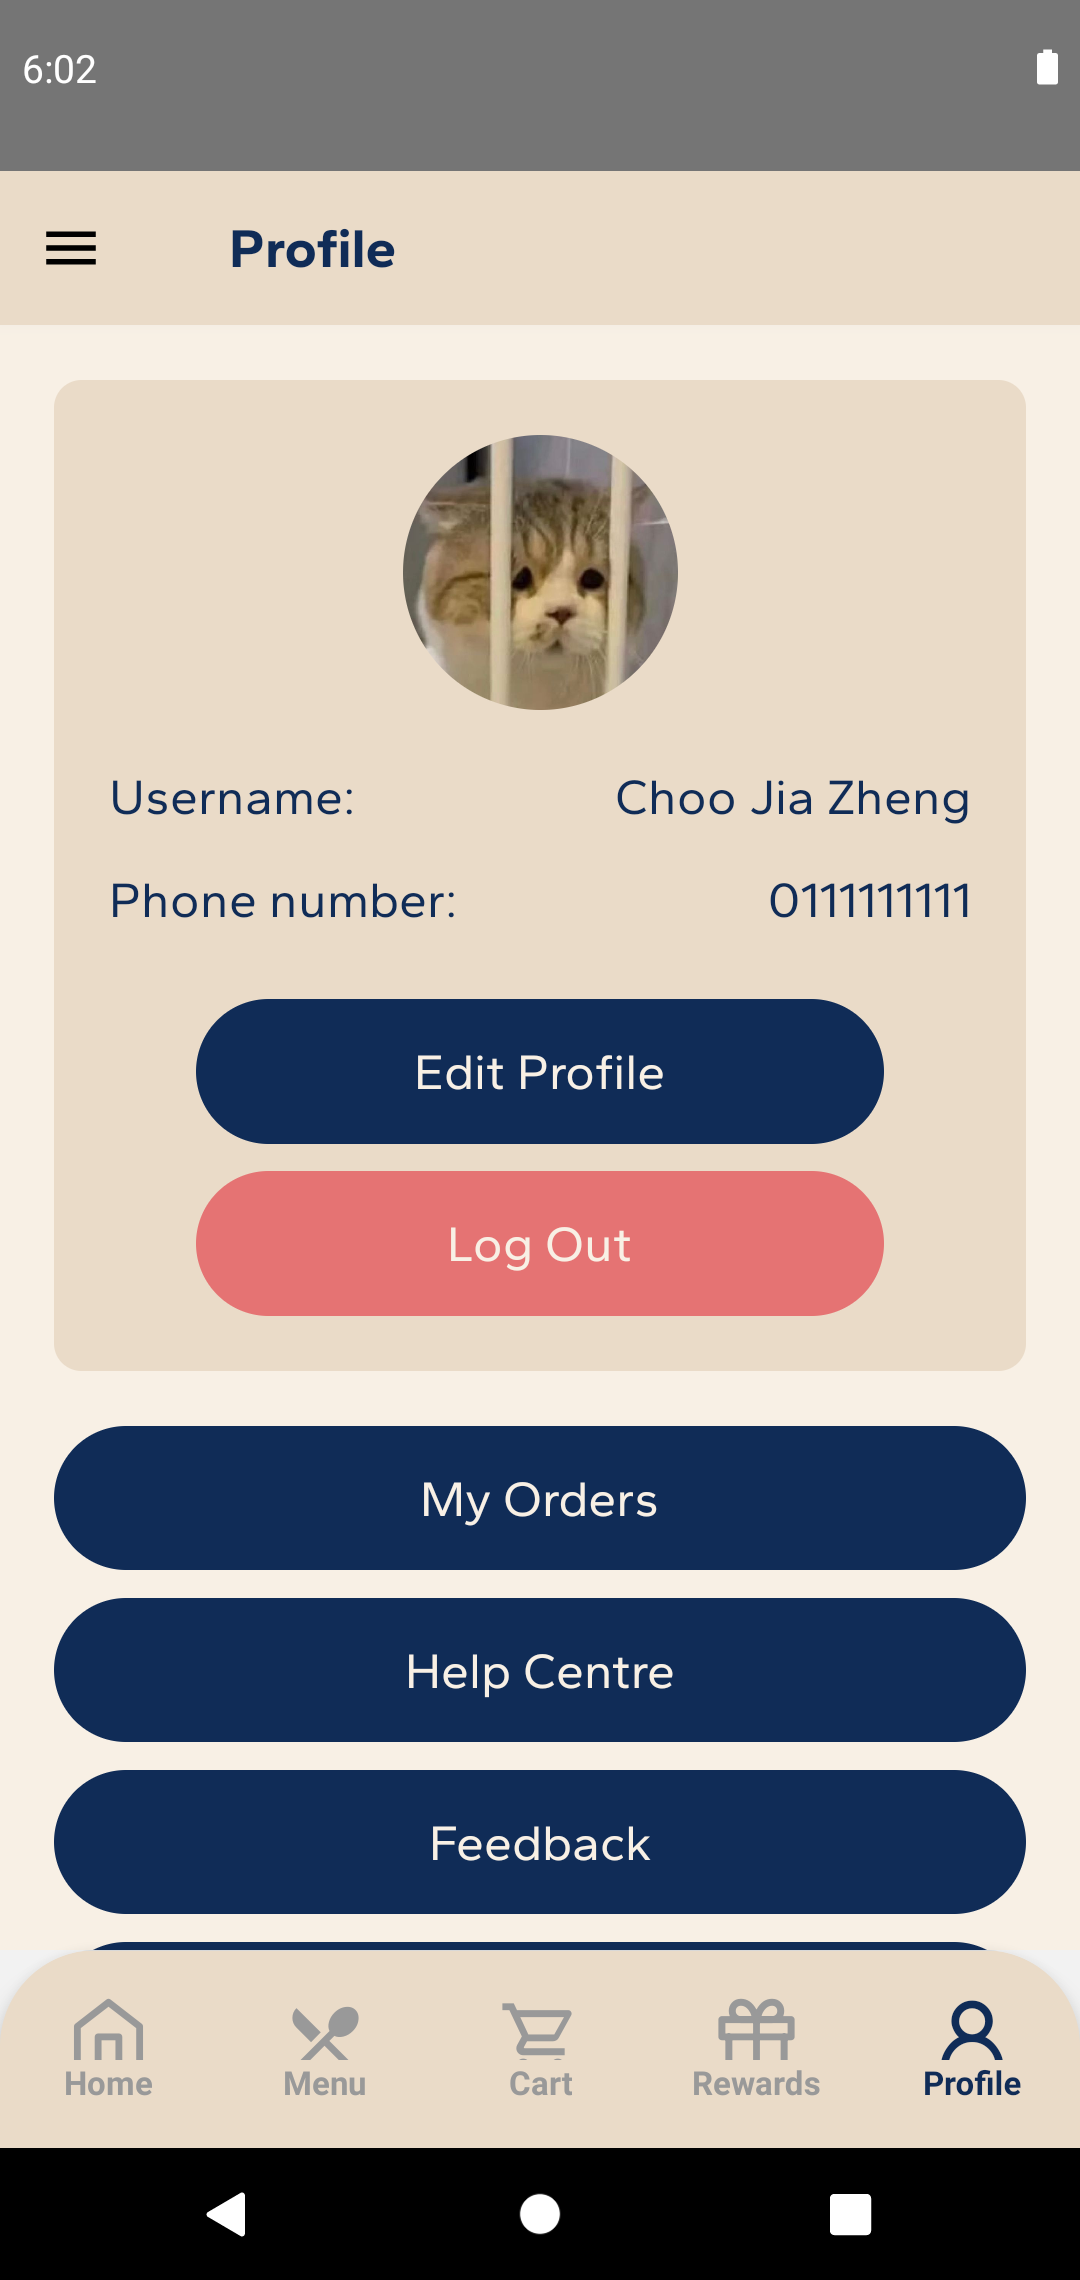 6:02
Profile
Username: Choo Jia Zheng
Phone number: 0111111111
Edit Profile
Log Out
My Orders
Help Centre
Feedback
Home Menu Cart Rewards Profile